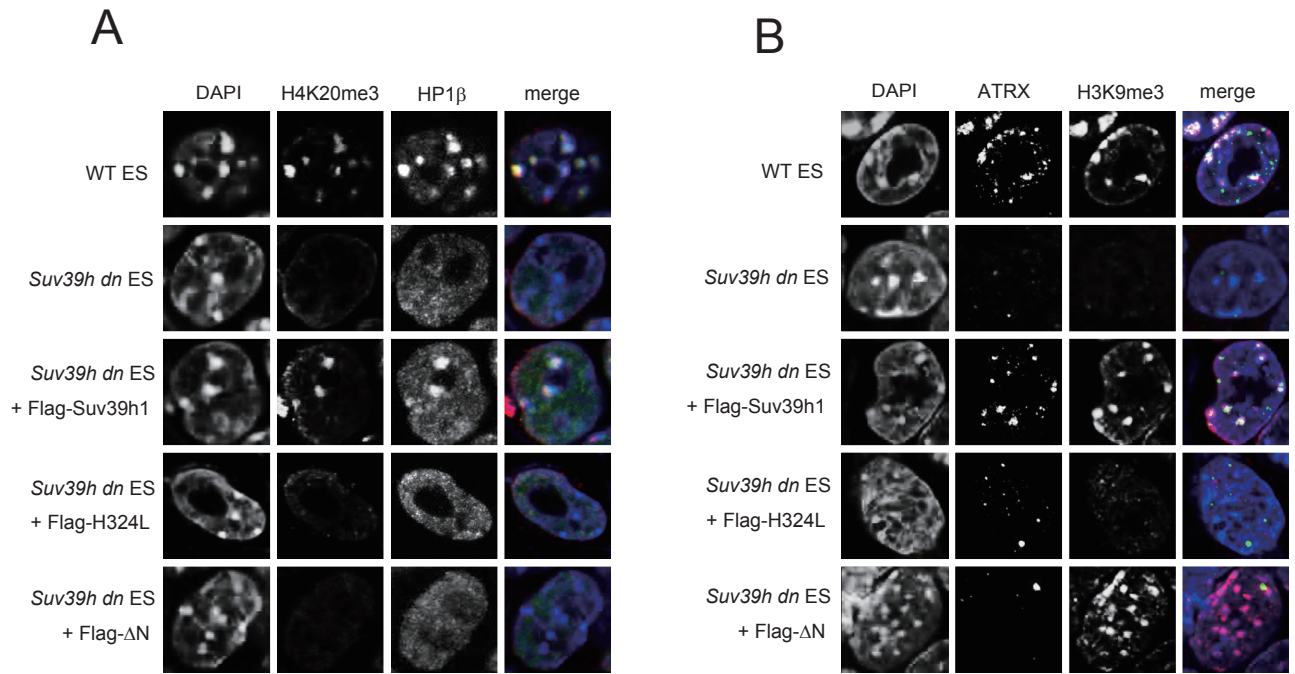 A
DAPI H4K20me3 HP1β merge
WT ES
Suv39h dn ES
Suv39h dn ES
+ Flag-Suv39h1
Suv39h dn ES
+ Flag-H324L
Suv39h dn ES
+ Flag-ΔN
B
DAPI ATRX H3K9me3 merge
WT ES
Suv39h dn ES
Suv39h dn ES
+ Flag-Suv39h1
Suv39h dn ES
+ Flag-H324L
Suv39h dn ES
+ Flag-ΔN